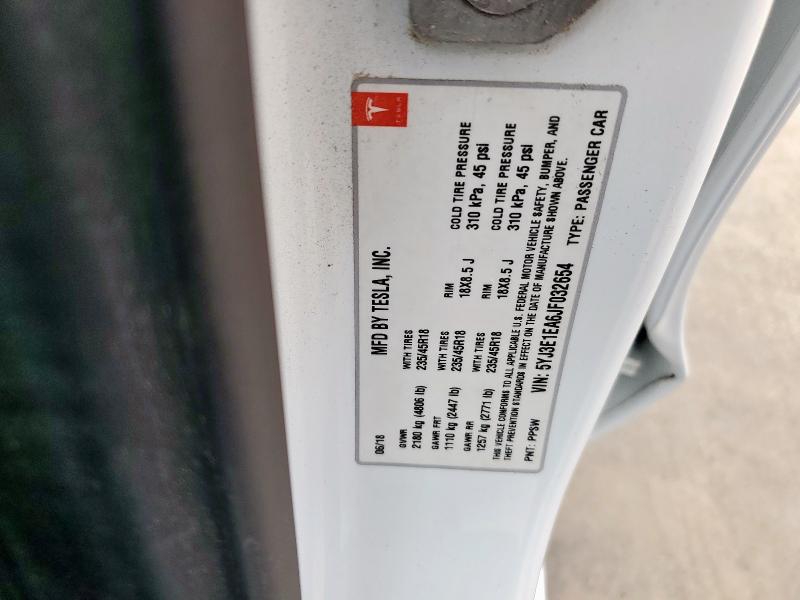 TESLA
MFD BY TESLA, INC.
06/18
GVWR WITH TIRES RIM COLD TIRE PRESSURE
2180 kg (4806 lb) 235/45R18 18X8.5 J 310 kPa, 45 psi
GAWR FRT WITH TIRES RIM COLD TIRE PRESSURE
1110 kg (2447 lb) 235/45R18 18X8.5 J 310 kPa, 45 psi
GAWR RR WITH TIRES
1257 kg (2771 lb) 235/45R18
THIS VEHICLE CONFORMS TO ALL APPLICABLE U.S. FEDERAL MOTOR VEHICLE SAFETY, BUMPER, AND
THEFT PREVENTION STANDARDS IN EFFECT ON THE DATE OF MANUFACTURE SHOWN ABOVE.
PNT: PPSW VIN: 5YJ3E1EA6JF032654 TYPE: PASSENGER CAR